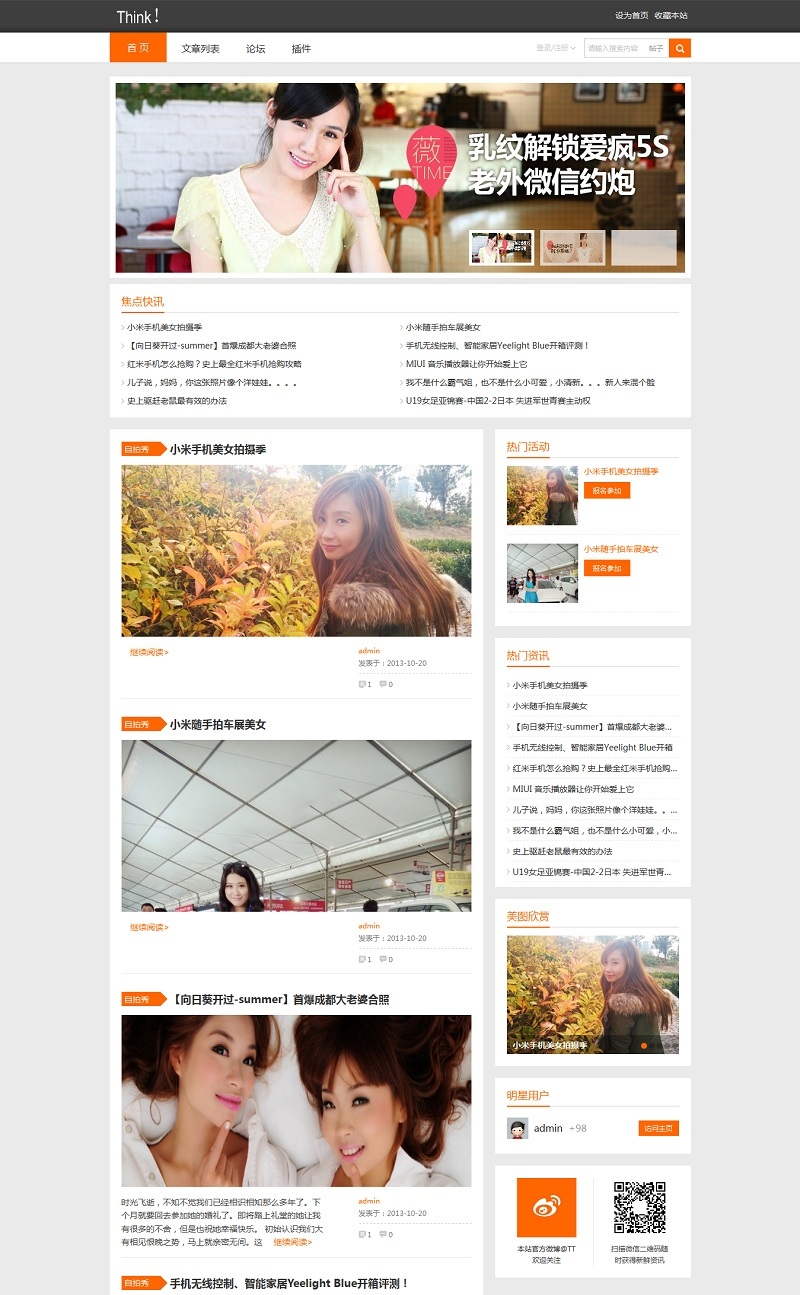 Think!
设为首页 收藏本站
首 页 文章列表 论坛 插件
登录/注册 请输入搜索内容 帖子
薇
TIME
乳纹解锁爱疯5S
老外微信约炮
焦点快讯
小米手机美女拍摄季
小米随手拍车展美女
【向日葵开过-summer】首爆成都大老婆合照
手机无线控制、智能家居Yeelight Blue开箱评测！
红米手机怎么抢购？史上最全红米手机抢购攻略
MIUI 音乐播放器让你开始爱上它
儿子说，妈妈，你这张照片像个洋娃娃。。。。
我不是什么霸气姐，也不是什么小可爱，小清新。。。新人来混个脸
史上驱赶老鼠最有效的办法
U19女足亚锦赛-中国2-2日本 失进军世青赛主动权
自拍秀 小米手机美女拍摄季
继续阅读>
admin
发表于：2013-10-20
1 0
自拍秀 小米随手拍车展美女
继续阅读>
admin
发表于：2013-10-20
1 0
自拍秀 【向日葵开过-summer】首爆成都大老婆合照
时光飞逝，不知不觉我们已经相识相知那么多年了。下
个月就要回去参加她的婚礼了。即将踏上礼堂的她让我
有很多的不舍，但是也祝她幸福快乐。 初始认识我们大
有相见恨晚之势，马上就亲密无间。这 继续阅读>
admin
发表于：2013-10-20
1 0
自拍秀 手机无线控制、智能家居Yeelight Blue开箱评测！
热门活动
小米手机美女拍摄季
报名参加
小米随手拍车展美女
报名参加
热门资讯
小米手机美女拍摄季
小米随手拍车展美女
【向日葵开过-summer】首爆成都大老婆...
手机无线控制、智能家居Yeelight Blue开箱
红米手机怎么抢购？史上最全红米手机抢购...
MIUI 音乐播放器让你开始爱上它
儿子说，妈妈，你这张照片像个洋娃娃。。...
我不是什么霸气姐，也不是什么小可爱，小...
史上驱赶老鼠最有效的办法
U19女足亚锦赛-中国2-2日本 失进军世青...
美图欣赏
小米手机美女拍摄季
明星用户
admin +98 访问主页
本站官方微博@TT
欢迎关注
扫描微信二维码随
时获得新鲜资讯